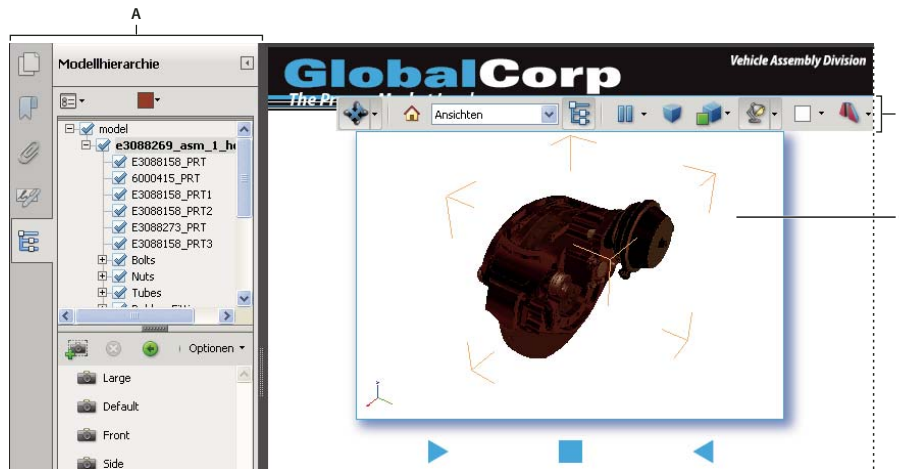 A
Modellhierarchie
model
e3088269_asm_1_h
E3088158_PRT
6000415_PRT
E3088158_PRT1
E3088158_PRT2
E3088273_PRT
E3088158_PRT3
Bolts
Nuts
Tubes
Optionen
Large
Default
Front
Side
GlobalCorp
Vehicle Assembly Division
The
Ansichten